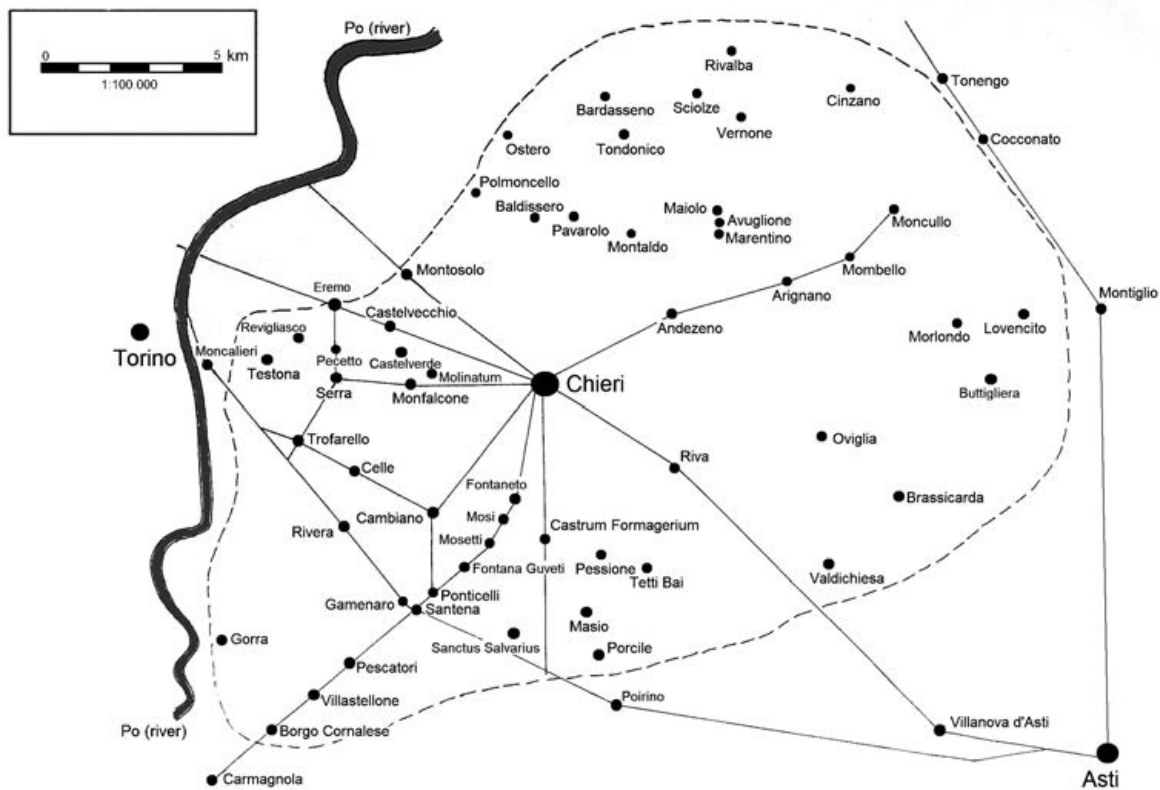 Po (river)
0 5 km
1:100.000
Rivalba
Tonengo
Bardasseno
Sciolze
Cinzano
Vernone
Ostero
Tondonico
Cocconato
Polmoncello
Baldissero
Pavarolo
Maiolo
Avuglione
Marentino
Moncullo
Montaldo
Mombello
Montosolo
Arignano
Eremo
Montiglio
Castelvecchio
Andezeno
Revigliasco
Morlondo
Lovencito
Torino
Moncalieri
Testona
Pecetto
Castelverde
Molinatum
Serra
Monfalcone
Chieri
Buttigliera
Trofarello
Oviglia
Celle
Riva
Fontaneto
Brassicarda
Cambiano
Mosi
Castrum Formagerium
Rivera
Mosetti
Pessione
Fontana Guveti
Tetti Bai
Valdichiesa
Ponticelli
Gamenaro
Santena
Masio
Gorra
Sanctus Salvarius
Porcile
Pescatori
Villastellone
Poirino
Po (river)
Borgo Cornalese
Villanova d'Asti
Carmagnola
Asti